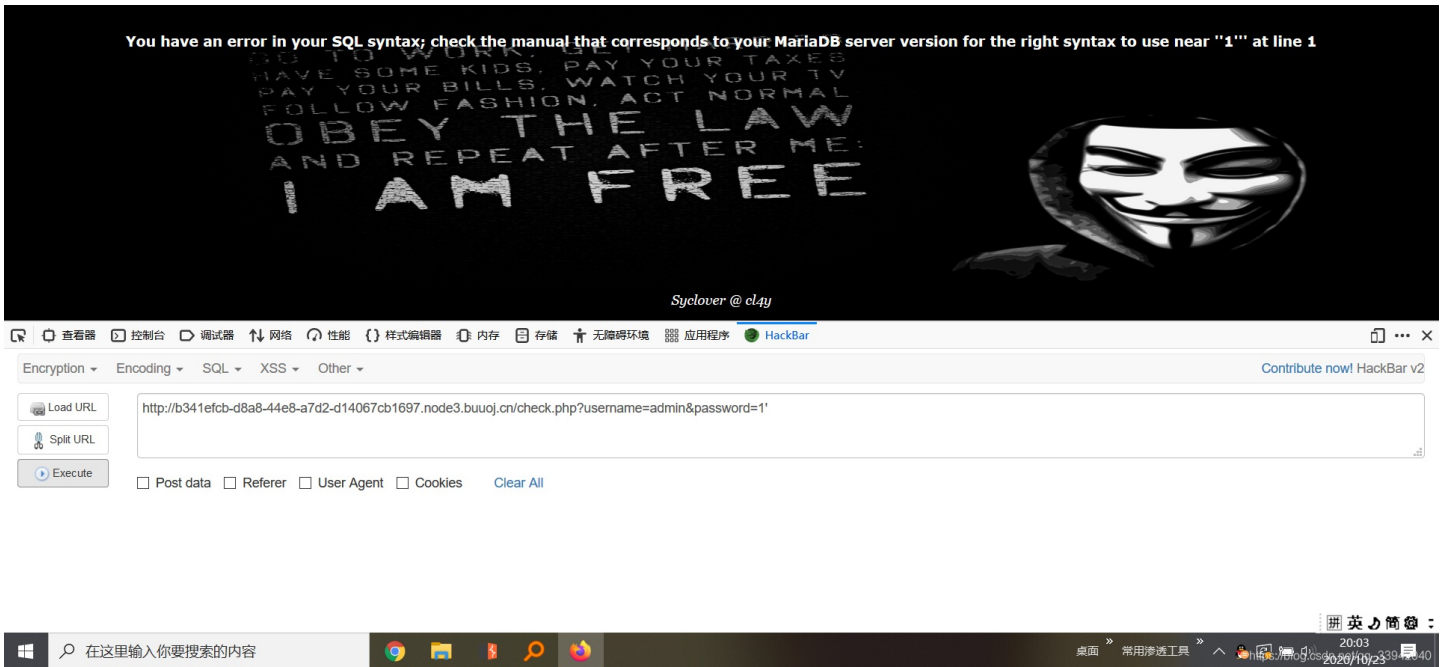 You have an error in your SQL syntax; check the manual that corresponds to your MariaDB server version for the right syntax to use near ''1''' at line 1
GO TO WORK, GET
HAVE SOME KIDS, PAY YOUR TAXES
PAY YOUR BILLS, WATCH YOUR TV
FOLLOW FASHION, ACT NORMAL
OBEY THE LAW
AND REPEAT AFTER ME:
I AM FREE
Syclover @ cl4y
查看器 控制台 调试器 网络 性能 样式编辑器 内存 存储 无障碍环境 应用程序 HackBar
Encryption Encoding SQL XSS Other Contribute now! HackBar v2
Load URL
http://b341efcb-d8a8-44e8-a7d2-d14067cb1697.node3.buuoj.cn/check.php?username=admin&password=1'
Split URL
Execute
Post data Referer User Agent Cookies Clear All
拼 英 简
在这里输入你要搜索的内容
桌面 常用渗透工具
20:03
2020/10/23